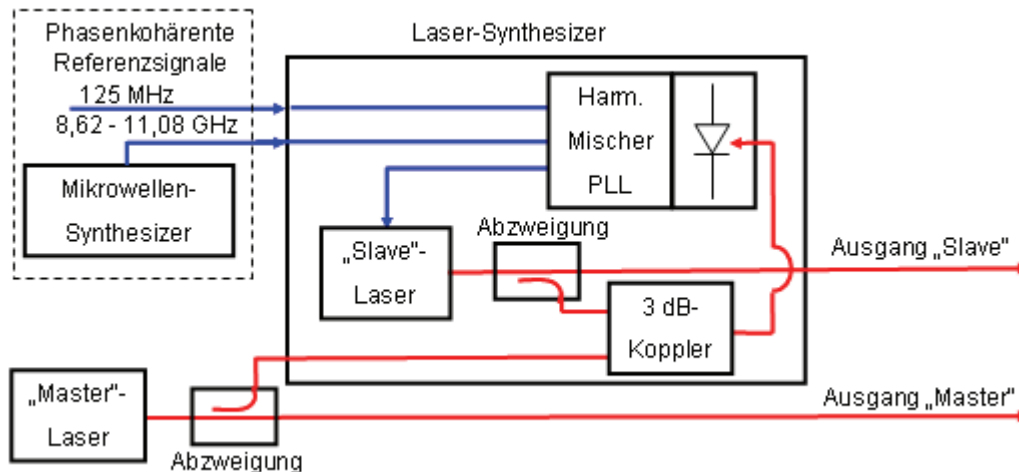 Phasenkohärente
Referenzsignale
125 MHz
8,62 - 11,08 GHz
Mikrowellen-
Synthesizer
Laser-Synthesizer
Harm.
Mischer
PLL
„Slave"-
Laser
Abzweigung
3 dB-
Koppler
Ausgang „Slave"
„Master"-
Laser
Abzweigung
Ausgang „Master"